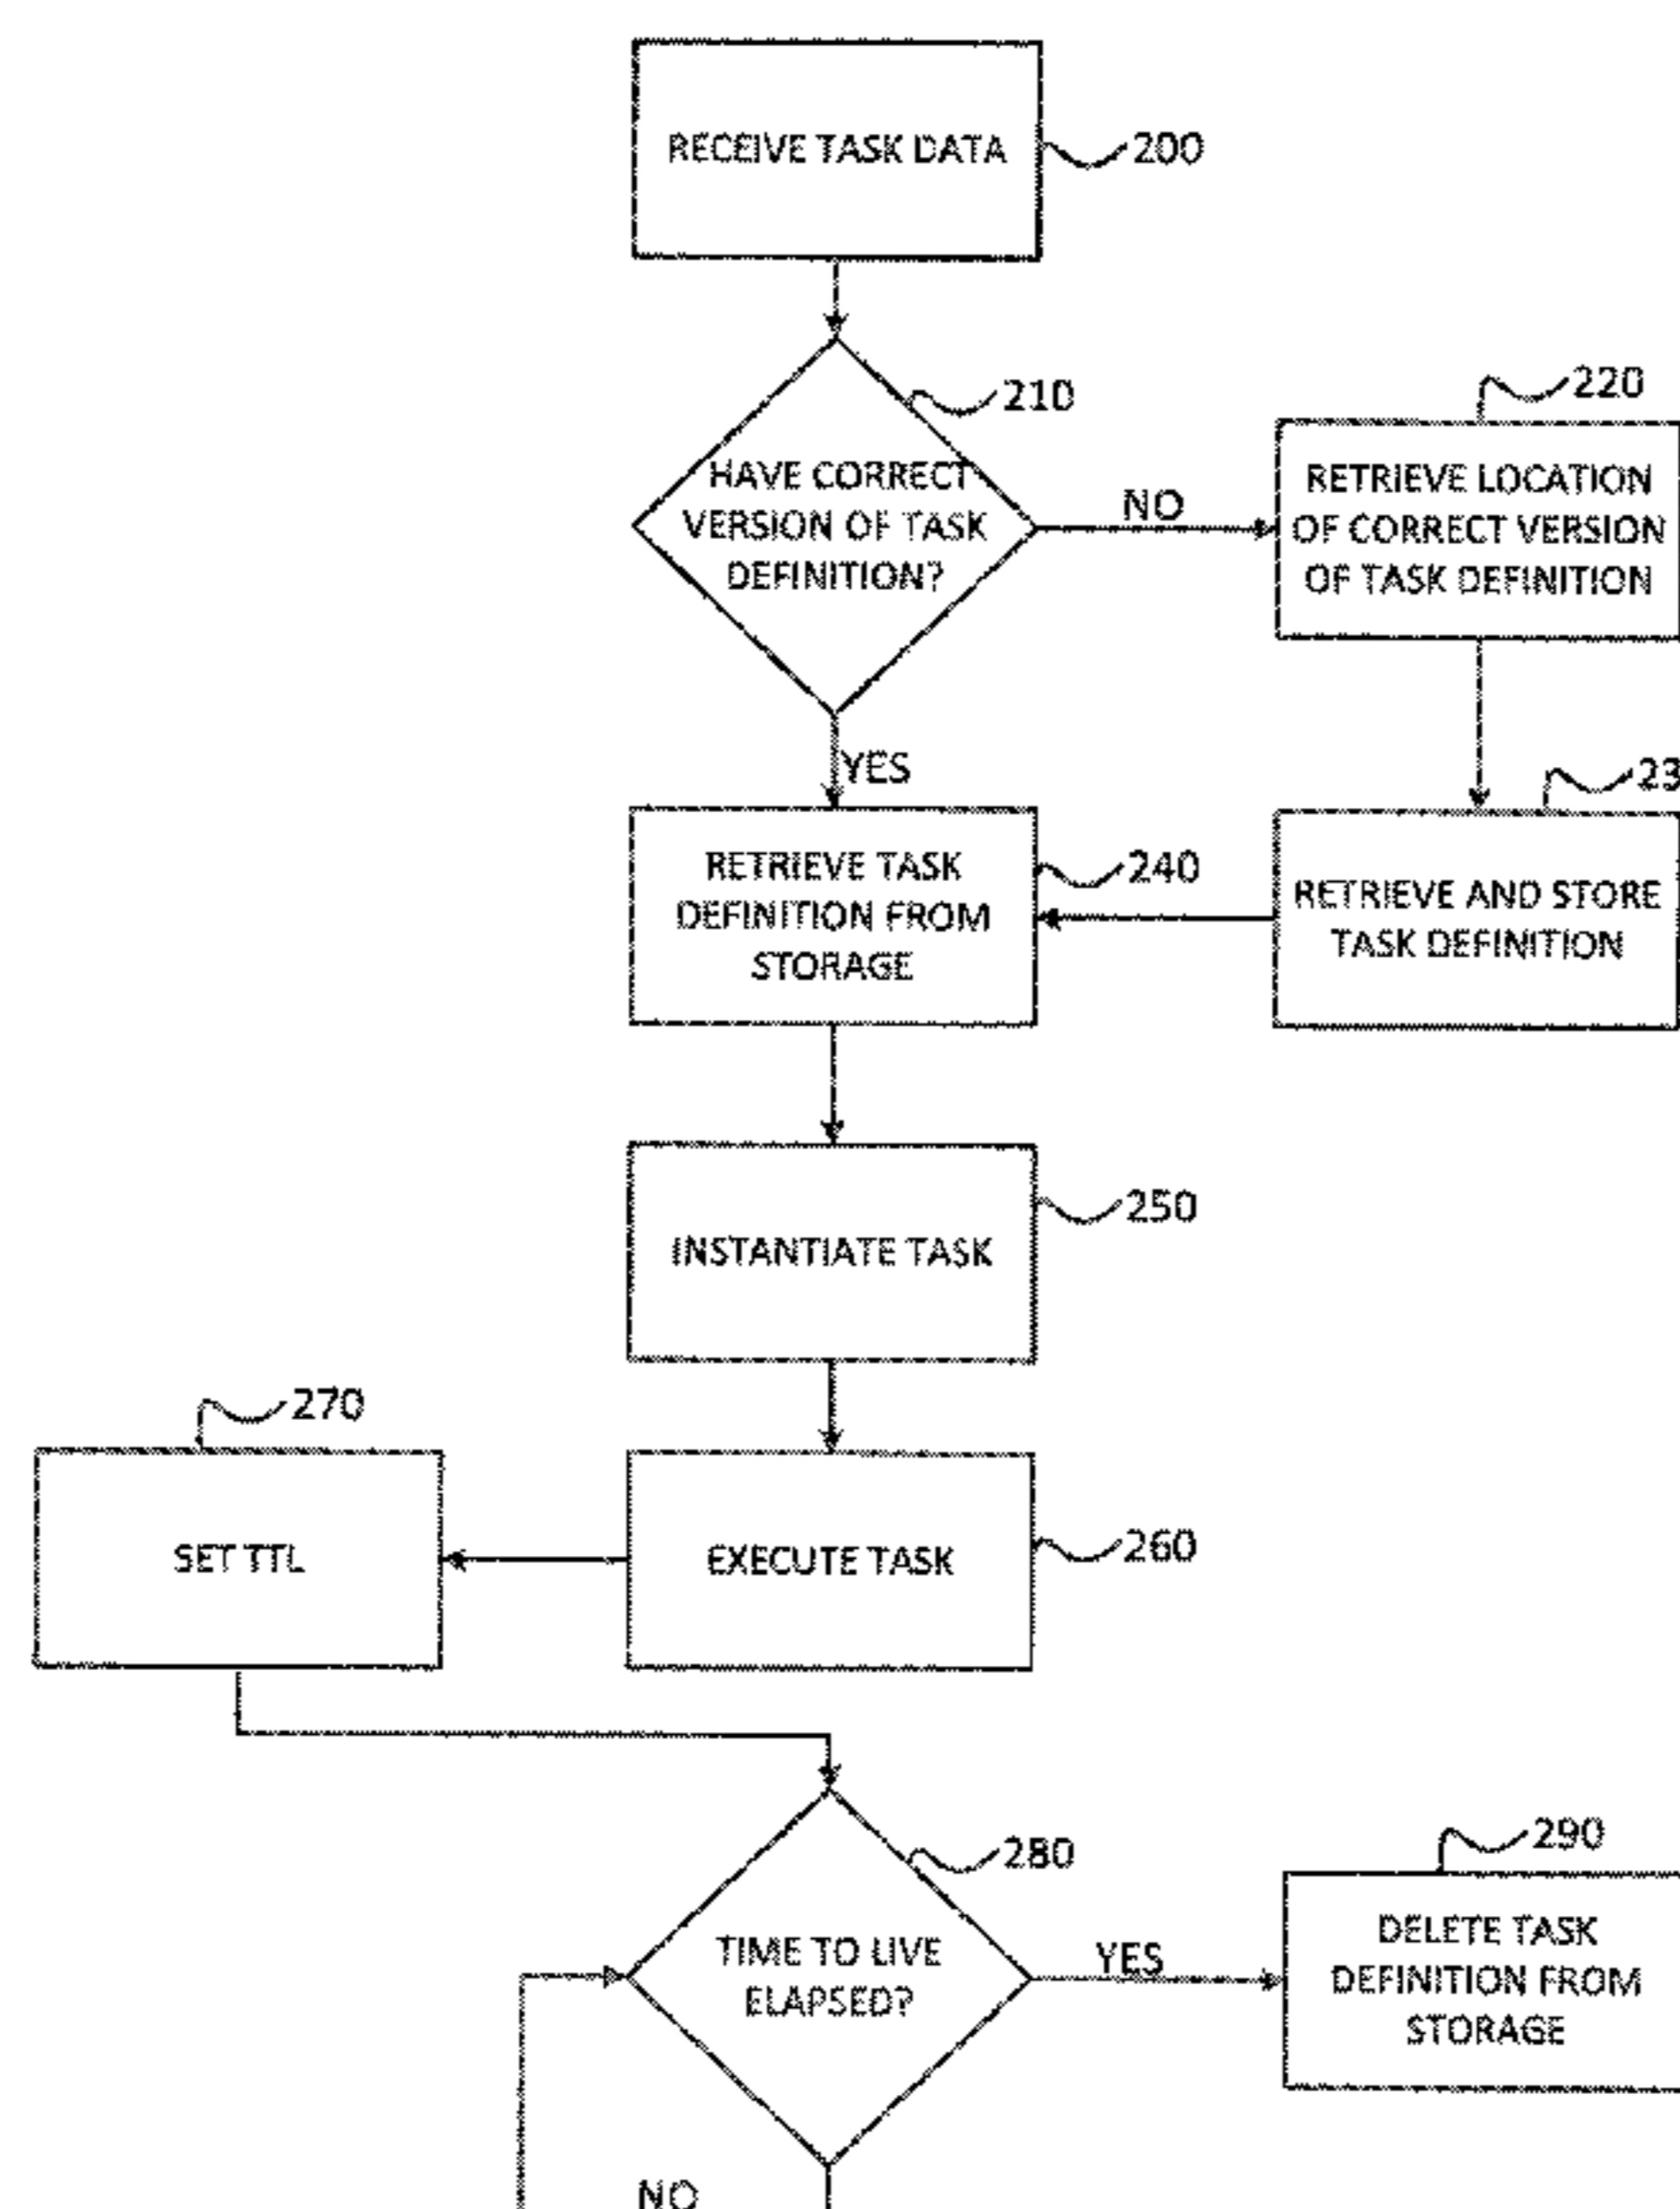 RECEIVE TASK DATA
200
210
HAVE CORRECT
VERSION OF TASK
DEFINITION?
NO
220
RETRIEVE LOCATION
OF CORRECT VERSION
OF TASK DEFINITION
YES
23
RETRIEVE AND STORE
TASK DEFINITION
RETRIEVE TASK
DEFINITION FROM
STORAGE
240
INSTANTIATE TASK
250
EXECUTE TASK
260
270
SET TTL
280
TIME TO LIVE
ELAPSED?
YES
290
DELETE TASK
DEFINITION FROM
STORAGE
NO